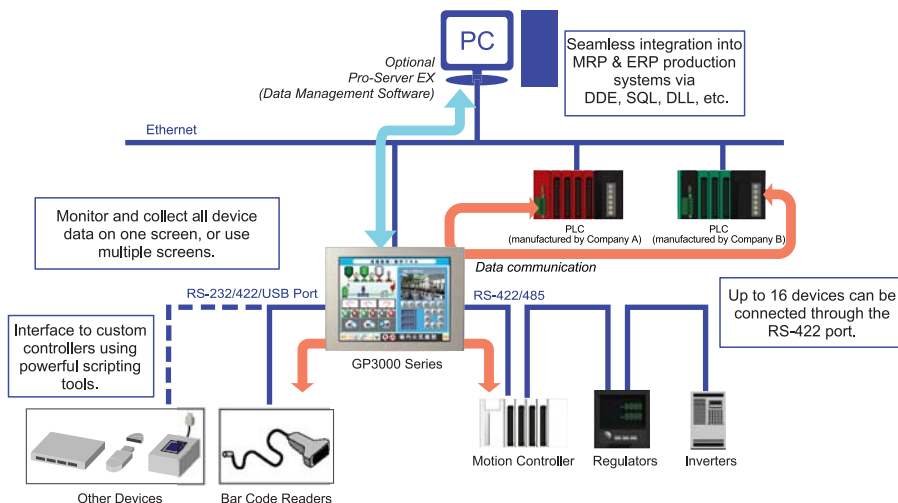 PC
Optional
Pro-Server EX
(Data Management Software)
Seamless integration into
MRP & ERP production
systems via
DDE, SQL, DLL, etc.
Ethernet
Monitor and collect all device
data on one screen, or use
multiple screens.
PLC
(manufactured by Company A)
PLC
(manufactured by Company B)
Data communication
RS-232/422/USB Port
RS-422/485
Up to 16 devices can be
connected through the
RS-422 port.
Interface to custom
controllers using
powerful scripting
tools.
GP3000 Series
Other Devices
Bar Code Readers
Motion Controller
Regulators
Inverters